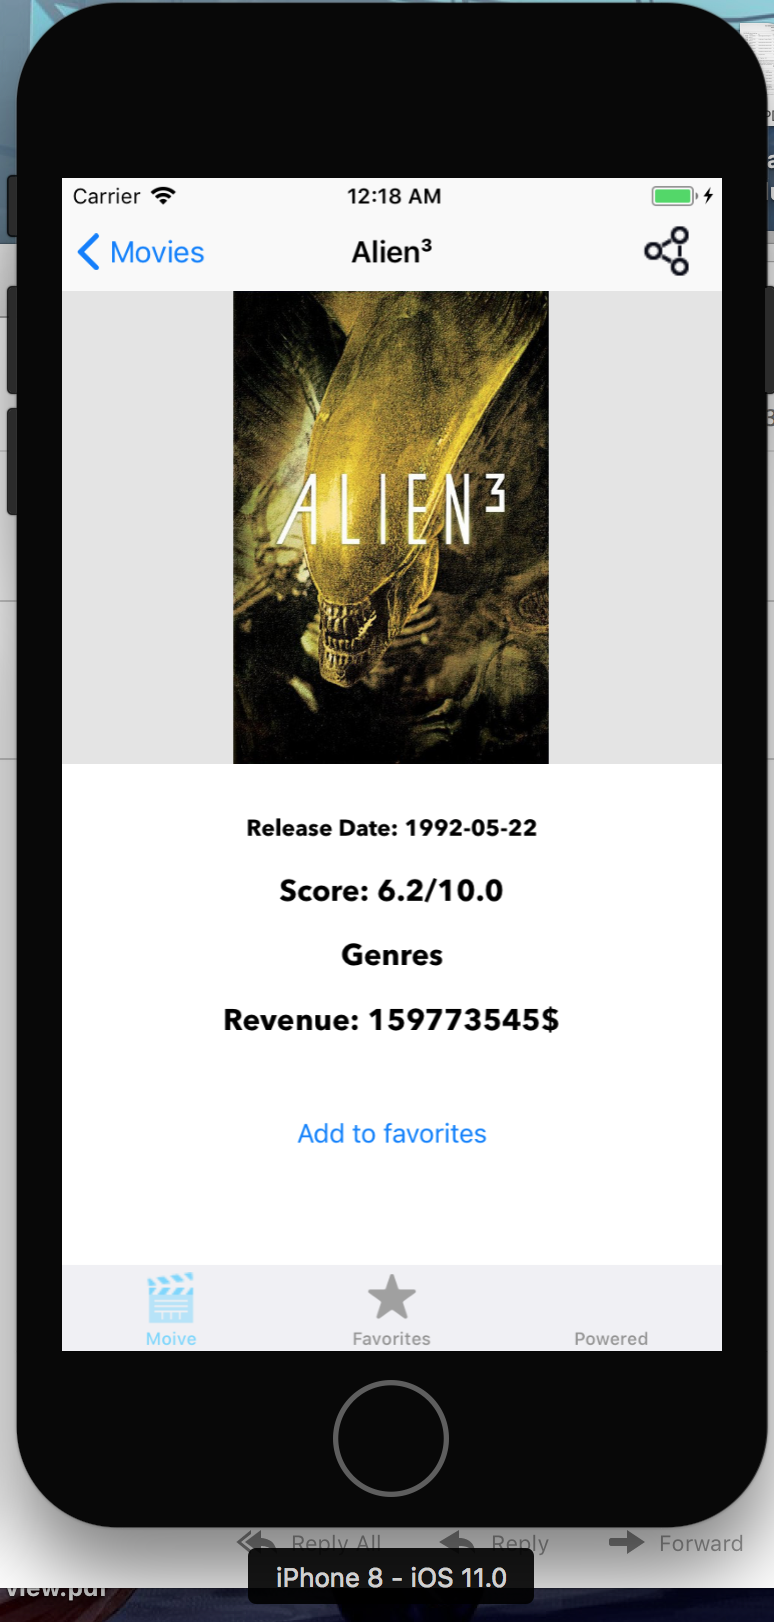 Carrier 12:18 AM
Movies Alien³
ALIEN³
Release Date: 1992-05-22
Score: 6.2/10.0
Genres
Revenue: 159773545$
Add to favorites
Moive Favorites Powered
Reply All Reply Forward
view.pdf
iPhone 8 - iOS 11.0